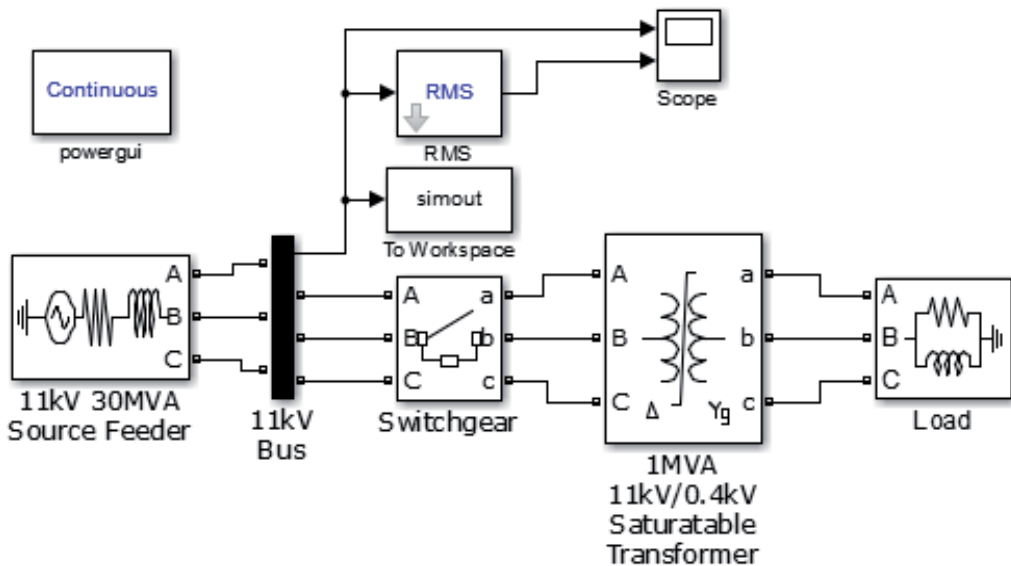 Continuous
powergui
RMS
RMS
Scope
simout
To Workspace
A
B
C
11kV 30MVA
Source Feeder
11kV
Bus
A
B
C
a
b
c
Switchgear
A
B
C
Δ
Yg
a
b
c
1MVA
11kV/0.4kV
Saturatable
Transformer
A
B
C
Load